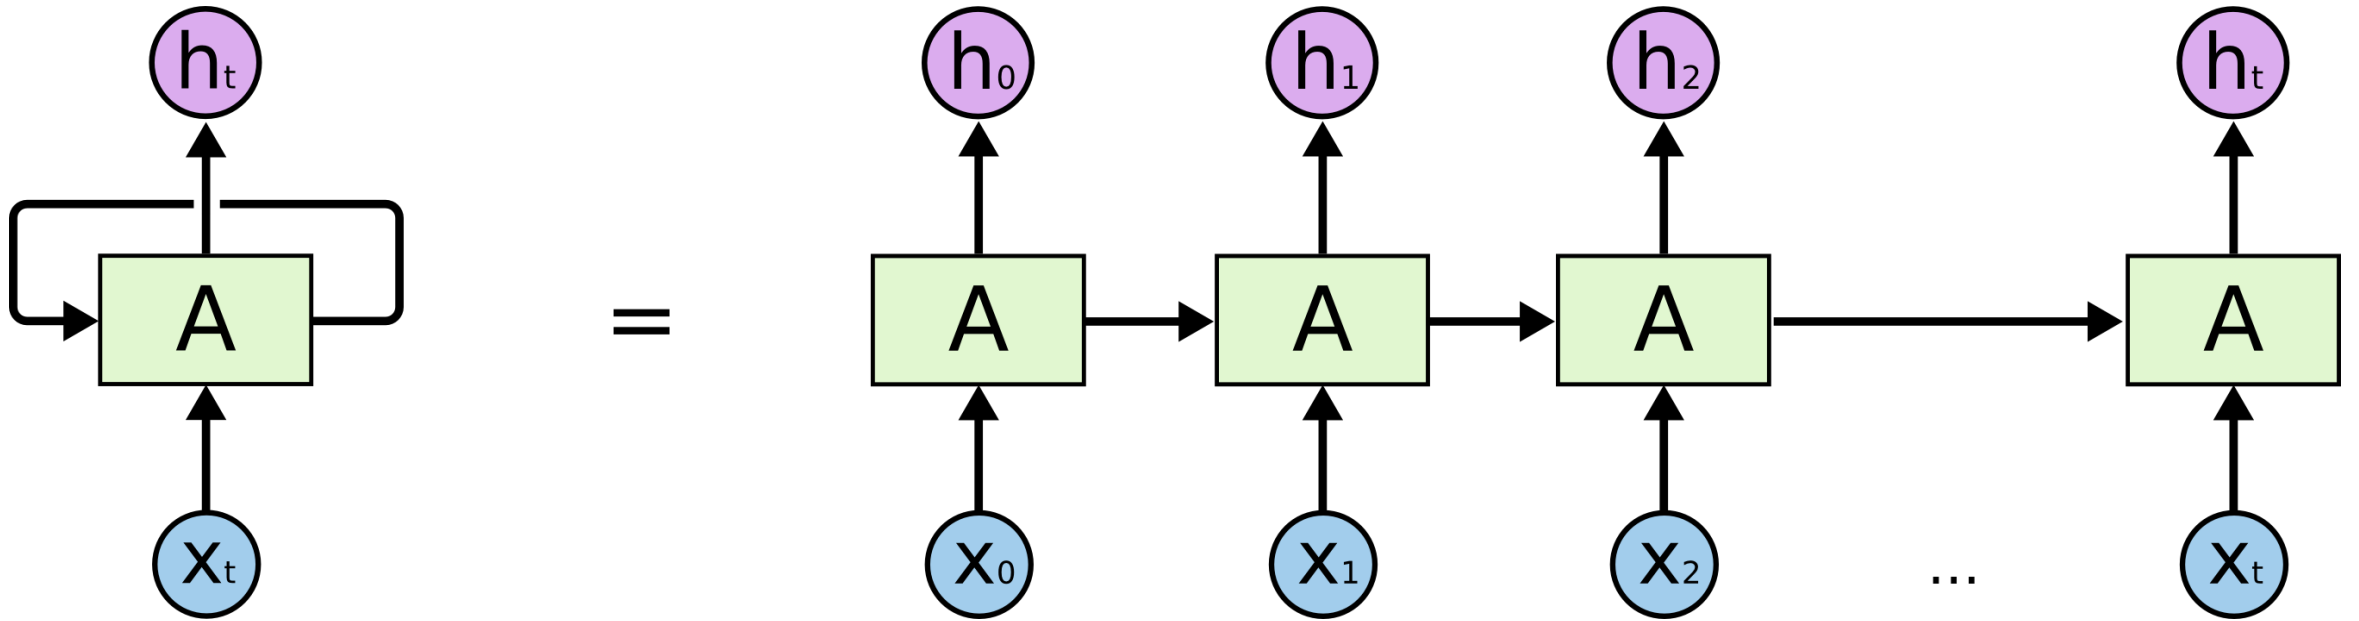 hₜ h₀ h₁ h₂ hₜ
A = A A A A
xₜ x₀ x₁ x₂ ... xₜ